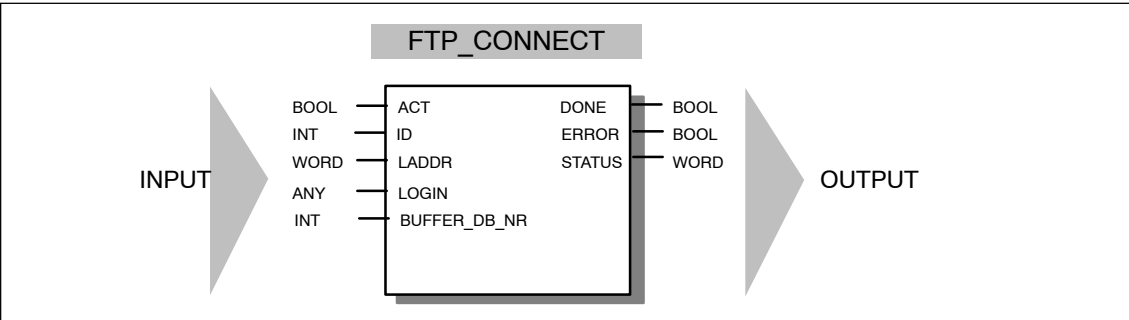 FTP_CONNECT
BOOL ACT DONE BOOL
INT ID ERROR BOOL
WORD LADDR STATUS WORD
INPUT OUTPUT
ANY LOGIN
INT BUFFER_DB_NR